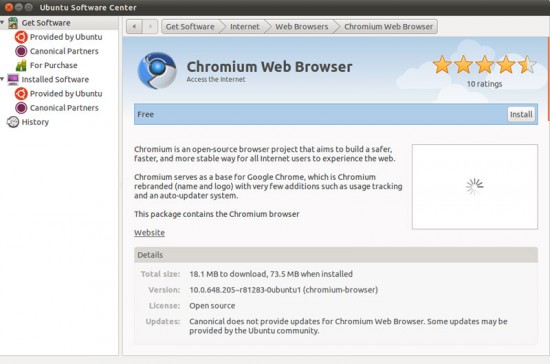 Ubuntu Software Center
Get Software
Provided by Ubuntu
Canonical Partners
For Purchase
Installed Software
Provided by Ubuntu
Canonical Partners
History
Get Software Internet Web Browsers Chromium Web Browser
Chromium Web Browser
Access the Internet
10 ratings
Free
Install
Chromium is an open-source browser project that aims to build a safer,
faster, and more stable way for all Internet users to experience the web.
Chromium serves as a base for Google Chrome, which is Chromium
rebranded (name and logo) with very few additions such as usage tracking
and an auto-updater system.
This package contains the Chromium browser
Website
Details
Total size: 18.1 MB to download, 73.5 MB when installed
Version: 10.0.648.205~r81283-0ubuntu1 (chromium-browser)
License: Open source
Updates: Canonical does not provide updates for Chromium Web Browser. Some updates may be
provided by the Ubuntu community.